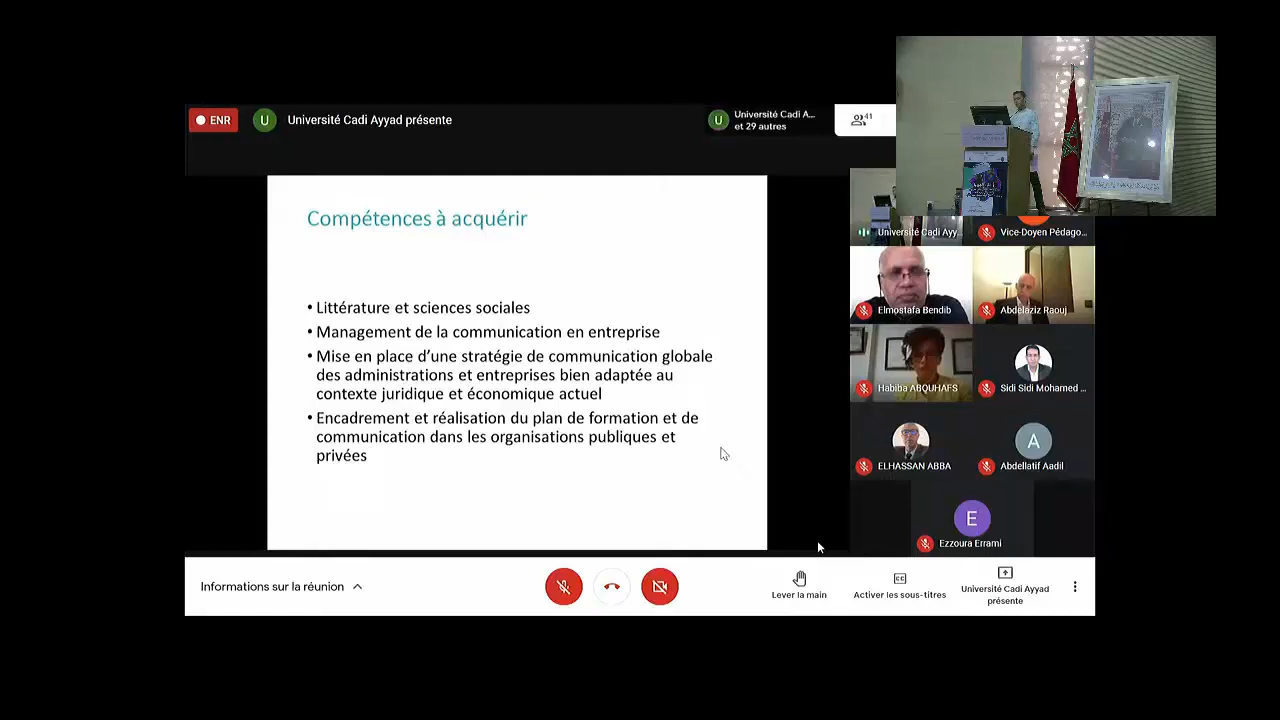 ENR
U
Université Cadi Ayyad présente
U
Université Cadi A...
et 29 autres
41
Compétences à acquérir
• Littérature et sciences sociales
• Management de la communication en entreprise
• Mise en place d’une stratégie de communication globale
des administrations et entreprises bien adaptée au
contexte juridique et économique actuel
• Encadrement et réalisation du plan de formation et de
communication dans les organisations publiques et
privées
Université Cadi Ayy...
Vice-Doyen Pédago...
Elmostafa Bendib
Abdelaziz Raouj
Habiba ABQUHAFS
Sidi Sidi Mohamed ...
ELHASSAN ABBA
A
Abdellatif Aadil
E
Ezzoura Errami
Informations sur la réunion
Lever la main
CC
Activer les sous-titres
Université Cadi Ayyad
présente